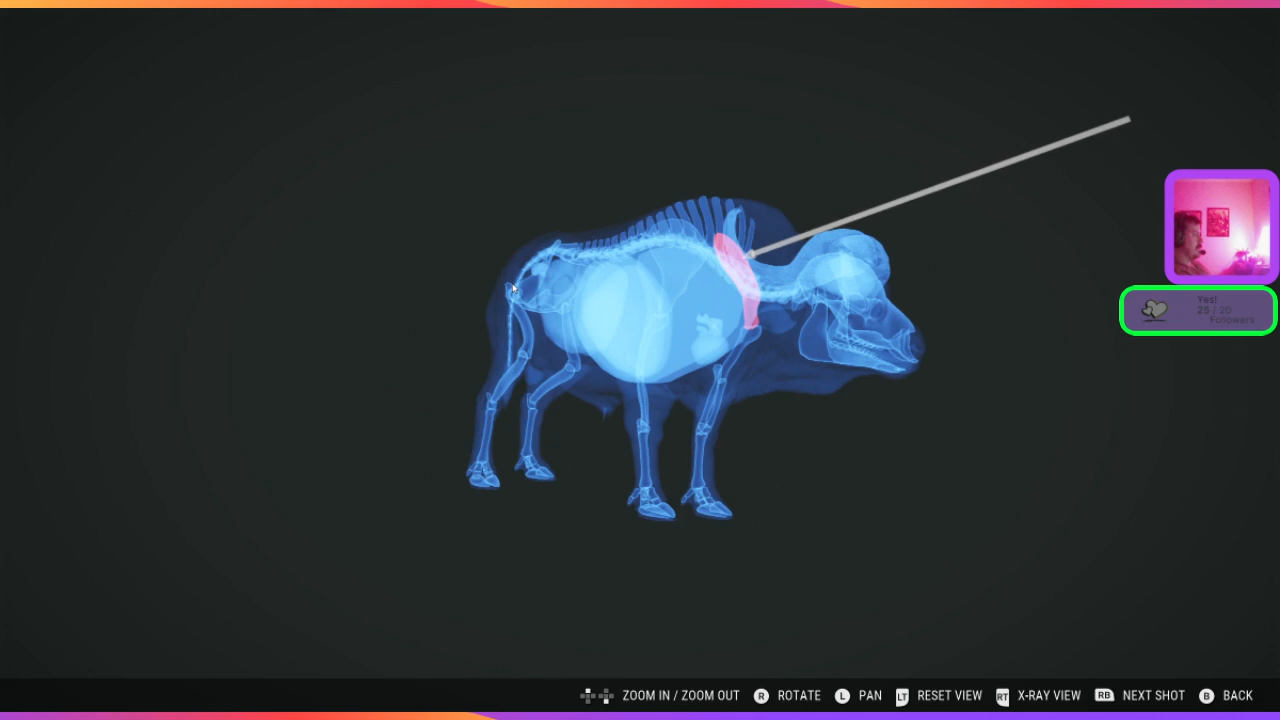 Yes!
25 / 20
Followers
ZOOM IN / ZOOM OUT R ROTATE L PAN LT RESET VIEW RT X-RAY VIEW RB NEXT SHOT B BACK